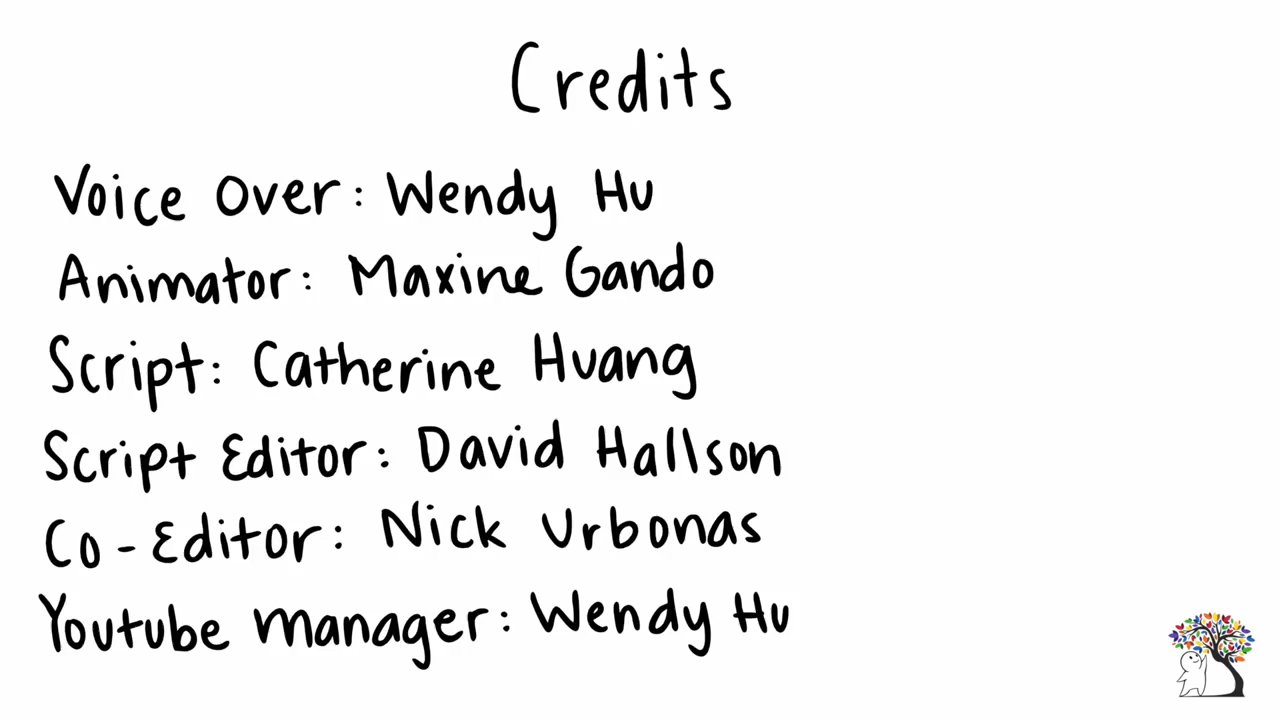 Credits
Voice Over: Wendy Hu
Animator: Maxine Gando
Script: Catherine Huang
Script Editor: David Hallson
Co-Editor: Nick Urbonas
Youtube Manager: Wendy Hu